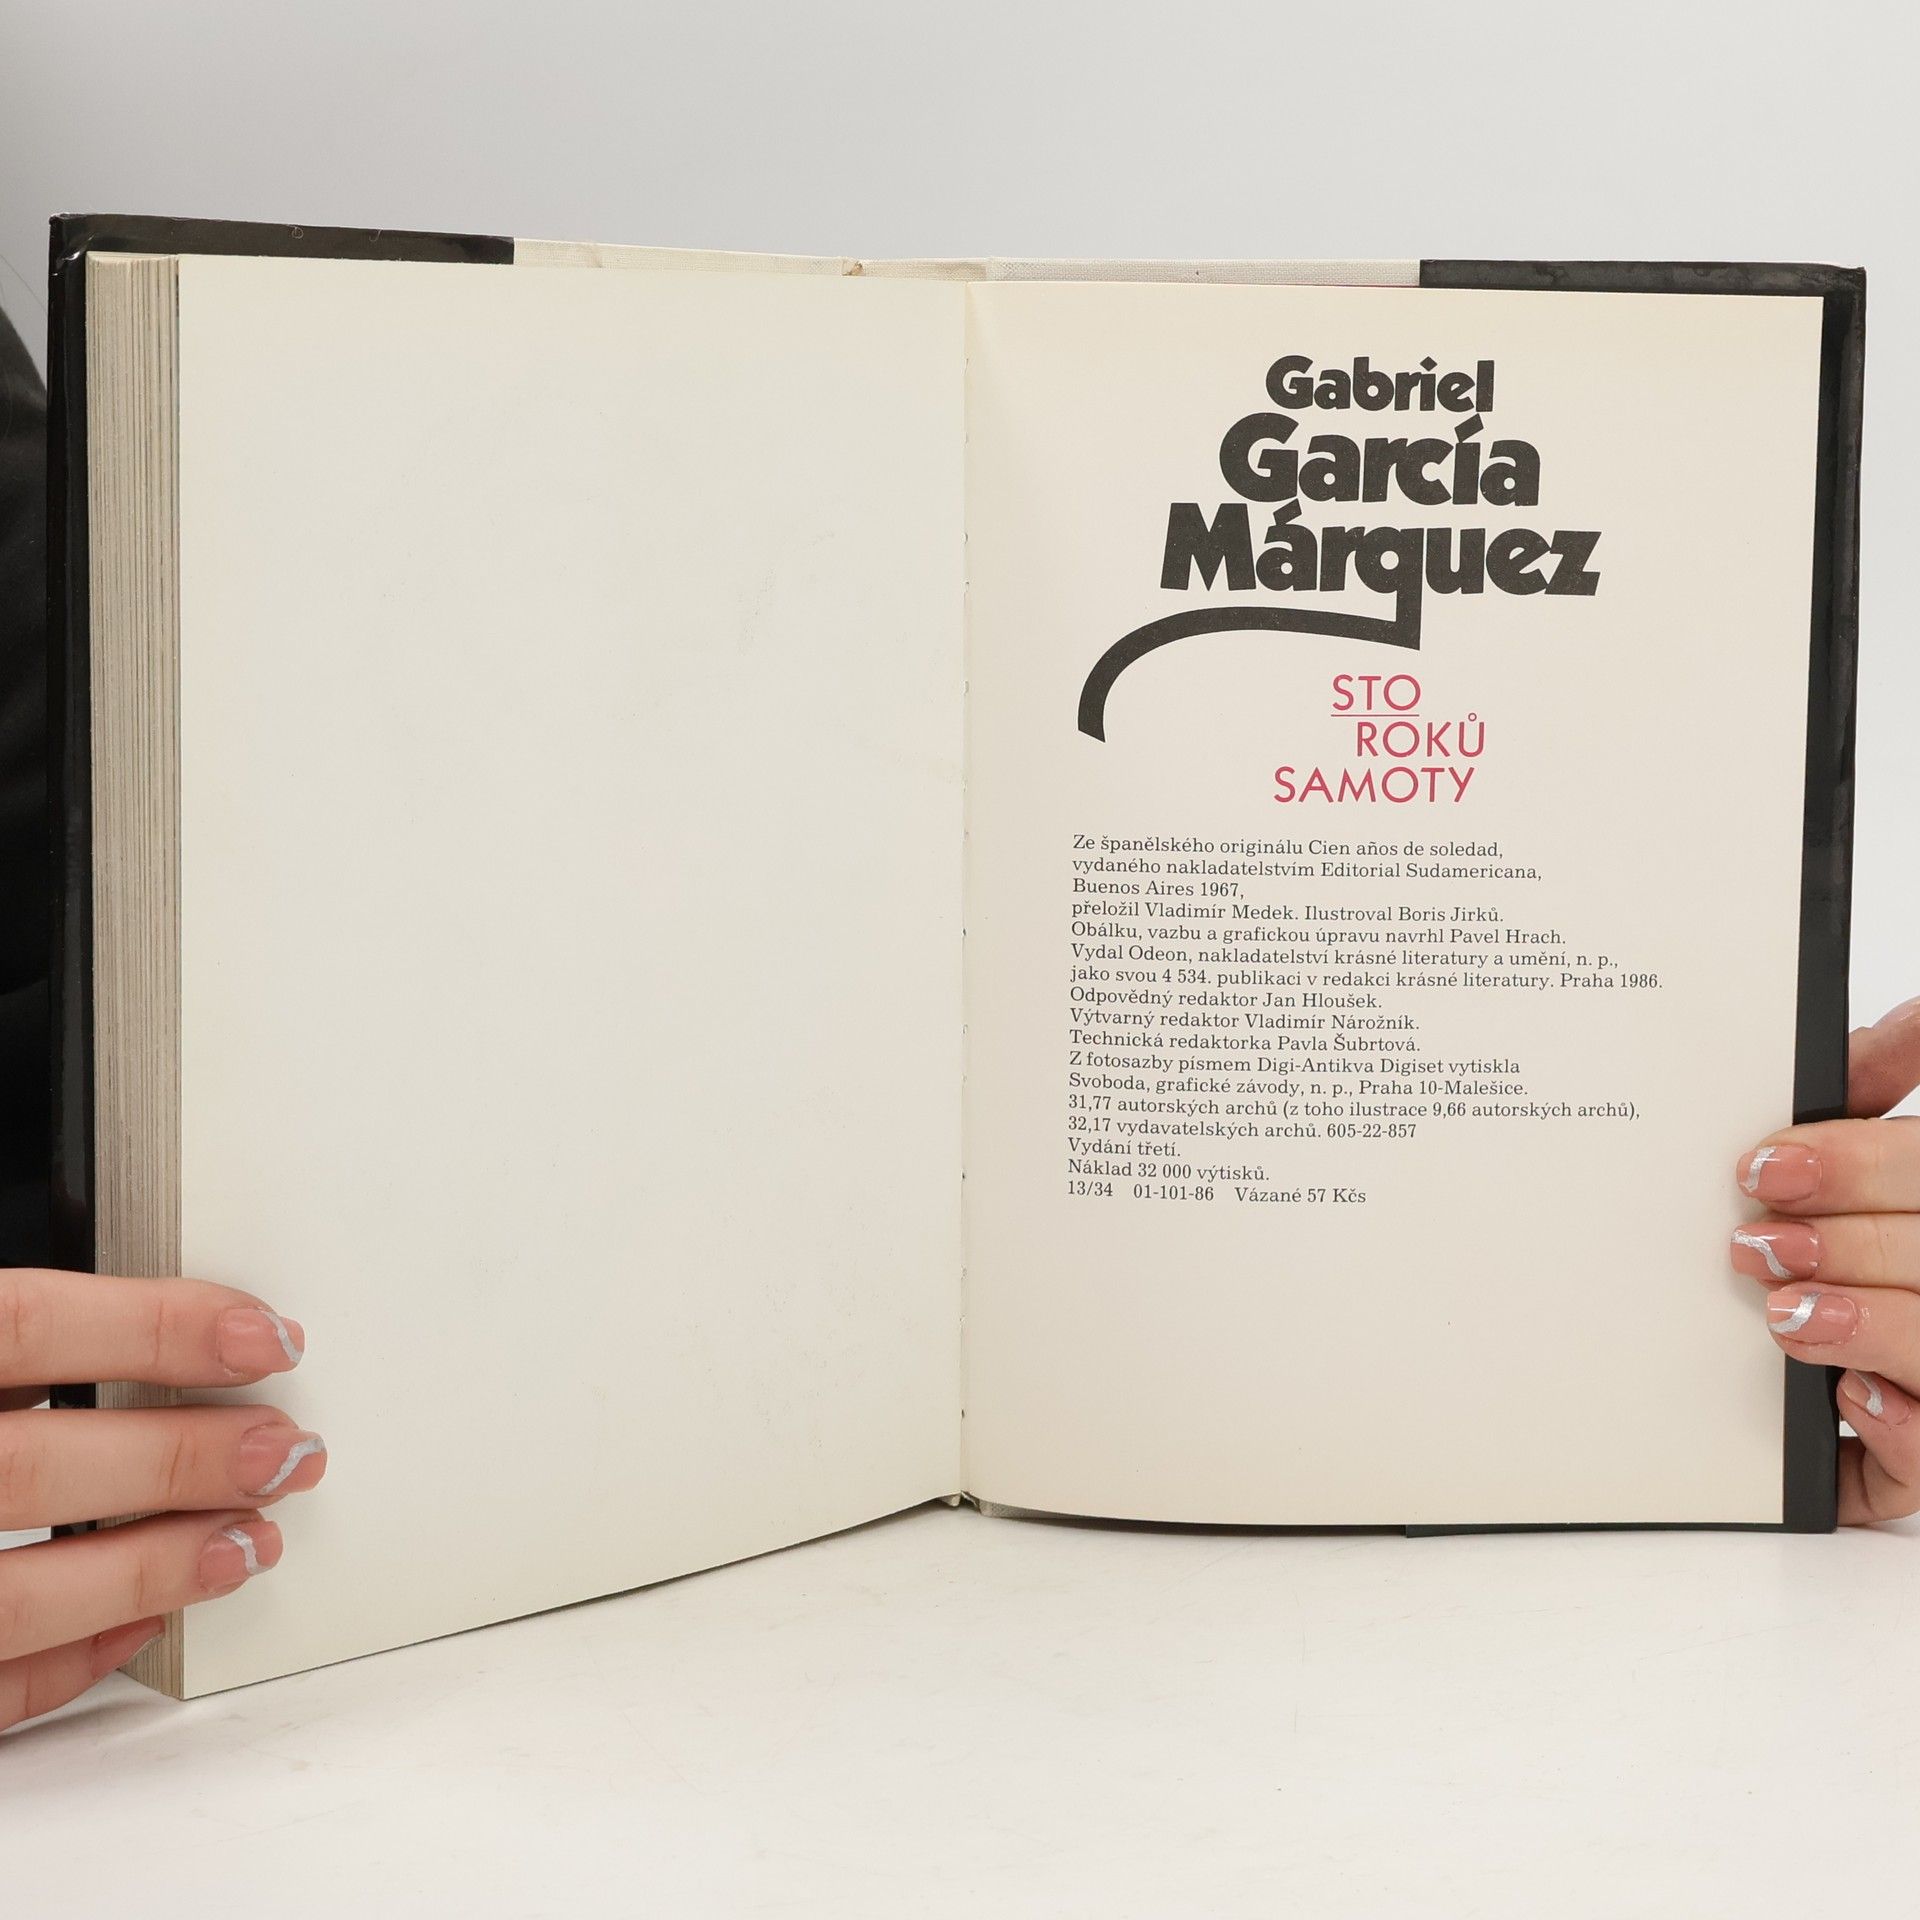 Gabriel
García
Márquez
STO
ROKŮ
SAMOTY
Ze španělského originálu Cien años de soledad,
vydaného nakladatelstvím Editorial Sudamericana,
Buenos Aires 1967,
přeložil Vladimír Medek. Ilustroval Boris Jirků.
Obálku, vazbu a grafickou úpravu navrhl Pavel Hrach.
Vydal Odeon, nakladatelství krásné literatury a umění, n. p.,
jako svou 4 534. publikaci v redakci krásné literatury. Praha 1986.
Odpovědný redaktor Jan Hloušek.
Výtvarný redaktor Vladimír Nárožník.
Technická redaktorka Pavla Šubrtová.
Z fotosazby písmem Digi-Antikva Digiset vytiskla
Svoboda, grafické závody, n. p., Praha 10-Malešice.
31,77 autorských archů (z toho ilustrace 9,66 autorských archů),
32,17 vydavatelských archů. 605-22-857
Vydání třetí.
Náklad 32 000 výtisků.
13/34 01-101-86 Vázané 57 Kčs